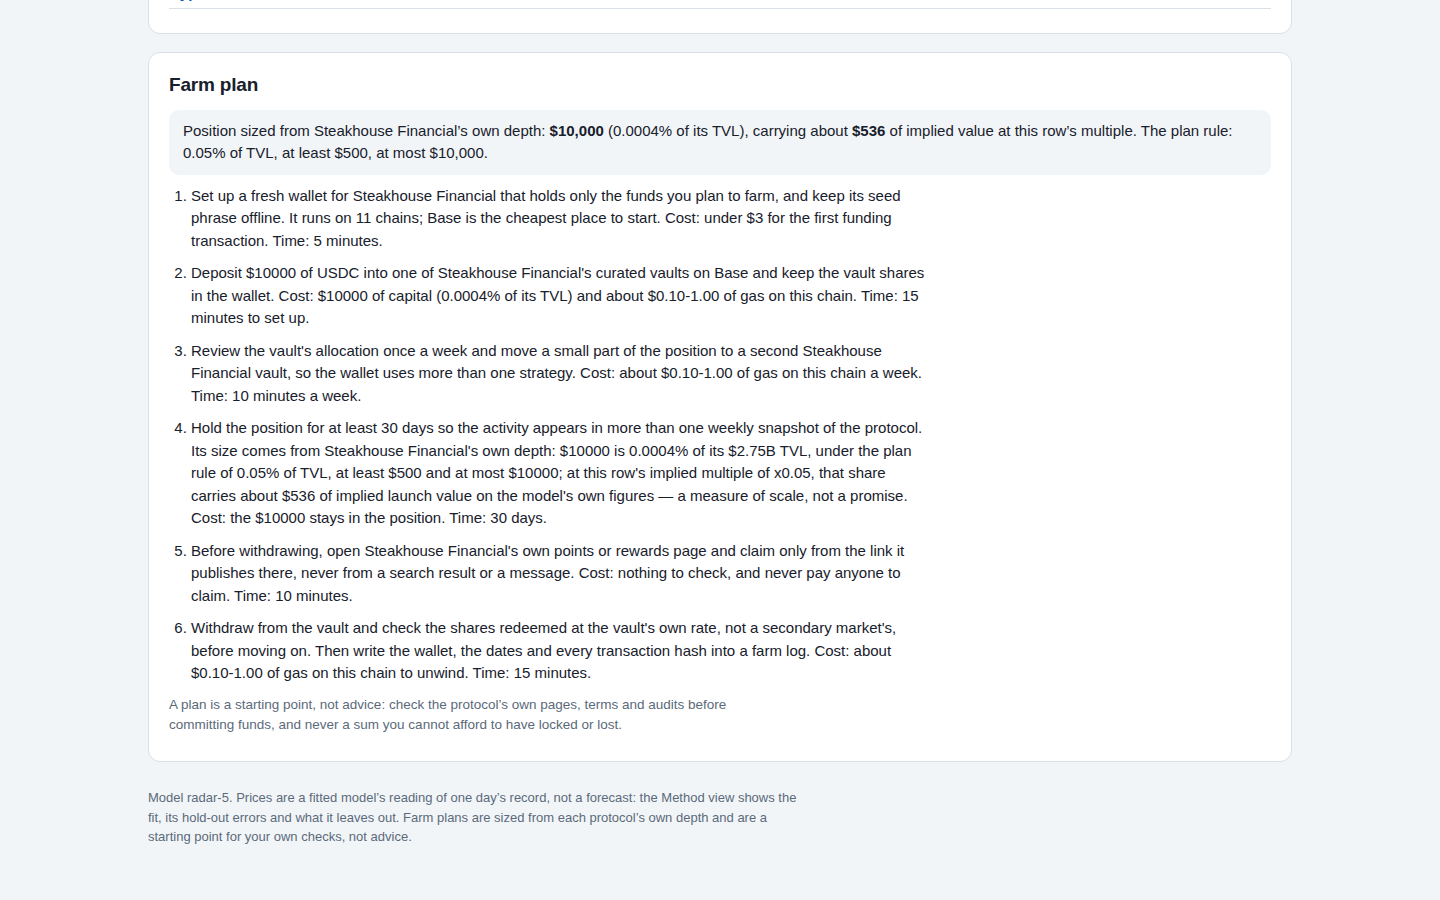 Farm plan
Position sized from Steakhouse Financial’s own depth: $10,000 (0.0004% of its TVL), carrying about $536 of implied value at this row’s multiple. The plan rule:
0.05% of TVL, at least $500, at most $10,000.
1. Set up a fresh wallet for Steakhouse Financial that holds only the funds you plan to farm, and keep its seed
phrase offline. It runs on 11 chains; Base is the cheapest place to start. Cost: under $3 for the first funding
transaction. Time: 5 minutes.
2. Deposit $10000 of USDC into one of Steakhouse Financial's curated vaults on Base and keep the vault shares
in the wallet. Cost: $10000 of capital (0.0004% of its TVL) and about $0.10-1.00 of gas on this chain. Time: 15
minutes to set up.
3. Review the vault's allocation once a week and move a small part of the position to a second Steakhouse
Financial vault, so the wallet uses more than one strategy. Cost: about $0.10-1.00 of gas on this chain a week.
Time: 10 minutes a week.
4. Hold the position for at least 30 days so the activity appears in more than one weekly snapshot of the protocol.
Its size comes from Steakhouse Financial's own depth: $10000 is 0.0004% of its $2.75B TVL, under the plan
rule of 0.05% of TVL, at least $500 and at most $10000; at this row's implied multiple of x0.05, that share
carries about $536 of implied launch value on the model's own figures — a measure of scale, not a promise.
Cost: the $10000 stays in the position. Time: 30 days.
5. Before withdrawing, open Steakhouse Financial's own points or rewards page and claim only from the link it
publishes there, never from a search result or a message. Cost: nothing to check, and never pay anyone to
claim. Time: 10 minutes.
6. Withdraw from the vault and check the shares redeemed at the vault's own rate, not a secondary market's,
before moving on. Then write the wallet, the dates and every transaction hash into a farm log. Cost: about
$0.10-1.00 of gas on this chain to unwind. Time: 15 minutes.
A plan is a starting point, not advice: check the protocol’s own pages, terms and audits before
committing funds, and never a sum you cannot afford to have locked or lost.
Model radar-5. Prices are a fitted model’s reading of one day’s record, not a forecast: the Method view shows the
fit, its hold-out errors and what it leaves out. Farm plans are sized from each protocol’s own depth and are a
starting point for your own checks, not advice.